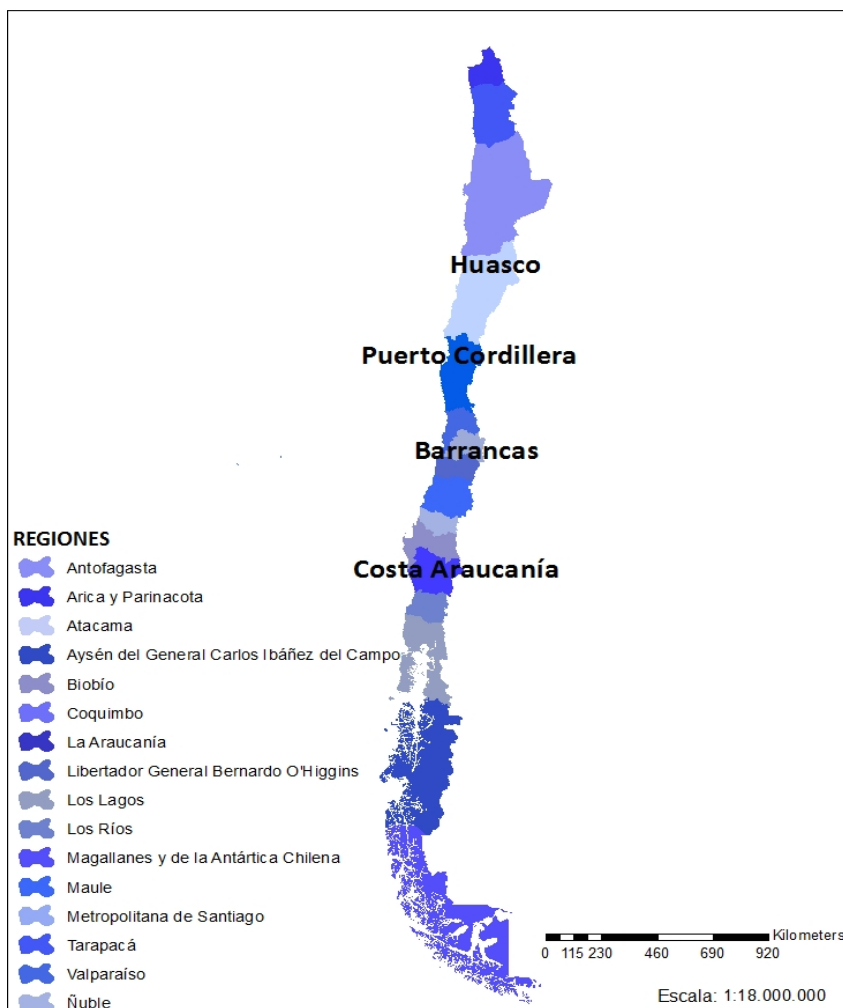 Huasco
Puerto Cordillera
Barrancas
Costa Araucanía
REGIONES
Antofagasta
Arica y Parinacota
Atacama
Aysén del General Carlos Ibáñez del Campo
Biobío
Coquimbo
La Araucanía
Libertador General Bernardo O'Higgins
Los Lagos
Los Ríos
Magallanes y de la Antártica Chilena
Maule
Metropolitana de Santiago
Tarapacá
Valparaíso
Ñuble
Kilometers
0 115 230 460 690 920
Escala: 1:18.000.000